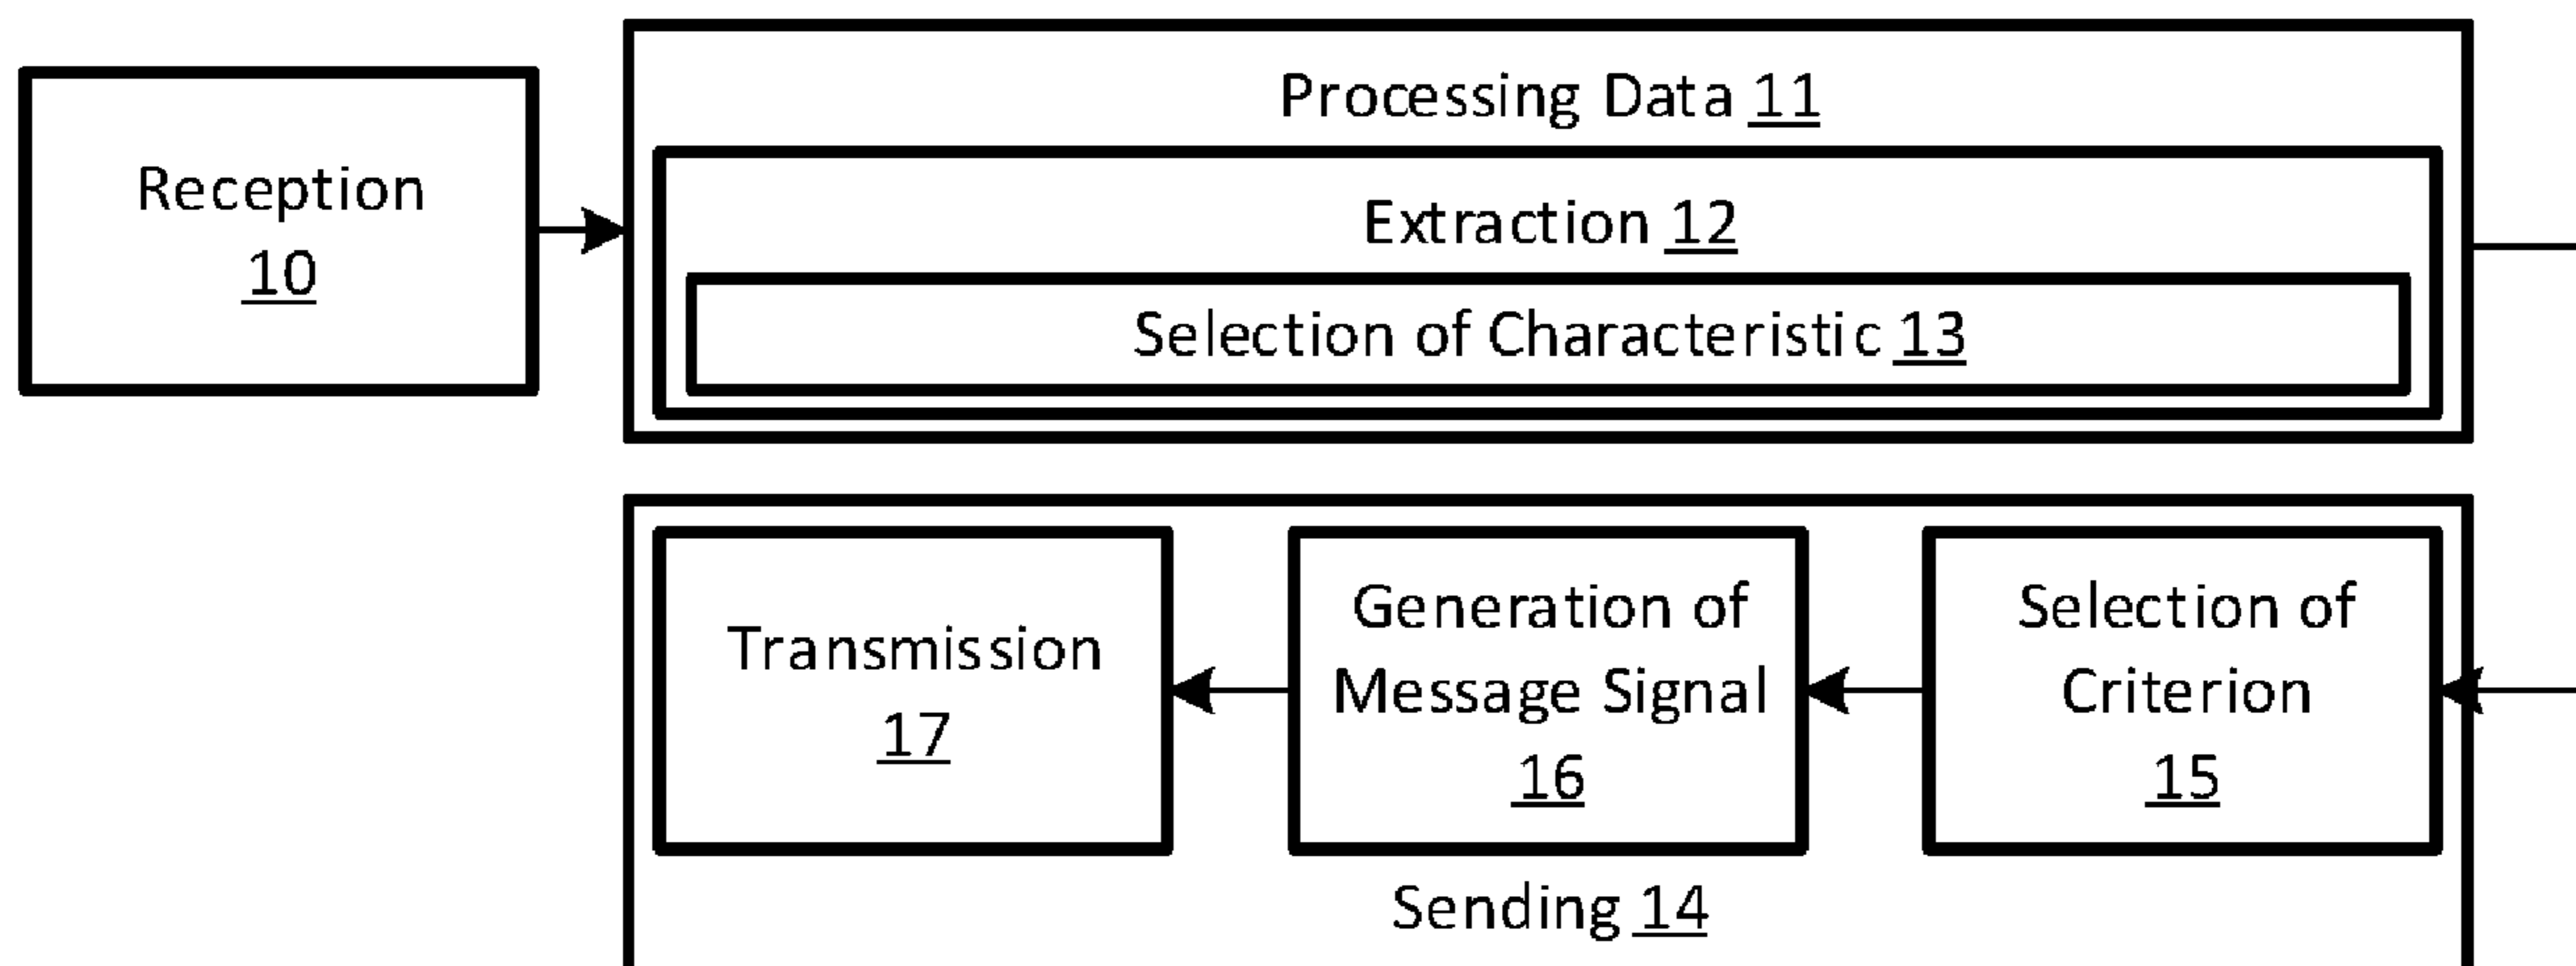 Reception
10
Processing Data 11
Extraction 12
Selection of Characteristic 13
Transmission
17
Generation of
Message Signal
16
Selection of
Criterion
15
Sending 14